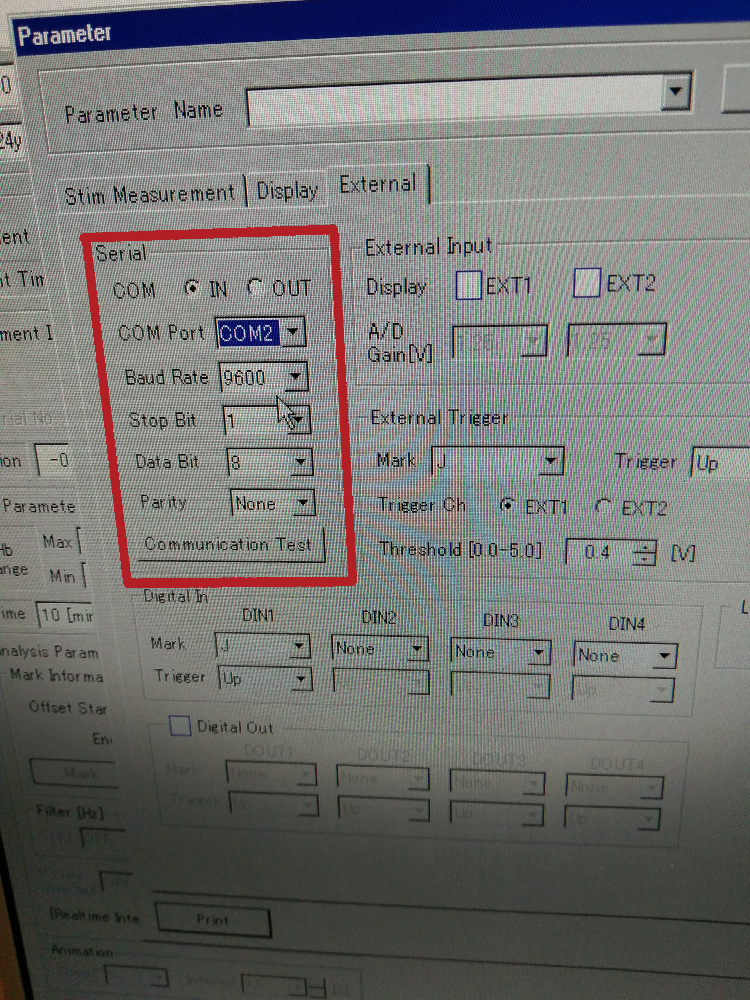 Parameter
Parameter Name
Stim Measurement Display External
Serial
COM IN OUT
COM Port COM2
Baud Rate 9600
Stop Bit 1
Data Bit 8
Parity None
Communication Test
External Input
Display EXT1 EXT2
A/D
Gain[V]
External Trigger
Mark J Trigger Up
Trigger Ch EXT1 EXT2
Threshold [0.0-5.0] 0.4 [V]
Digital In
DIN1 DIN2 DIN3 DIN4
Mark J None None None
Trigger Up Up
Digital Out
DOUT1 DOUT2 DOUT3 DOUT4
Mark None None None None
Trigger Up Up Up Up
Print
0
24y
ent
nt Tim
ment I
ion -0
Paramete
Hb
ange
Max
Min
ime 10 [mir
nalysis Param
Mark Informa
Offset Star
En
Mark
Filter [Hz]
OFF
[Realtime Inte
Animation